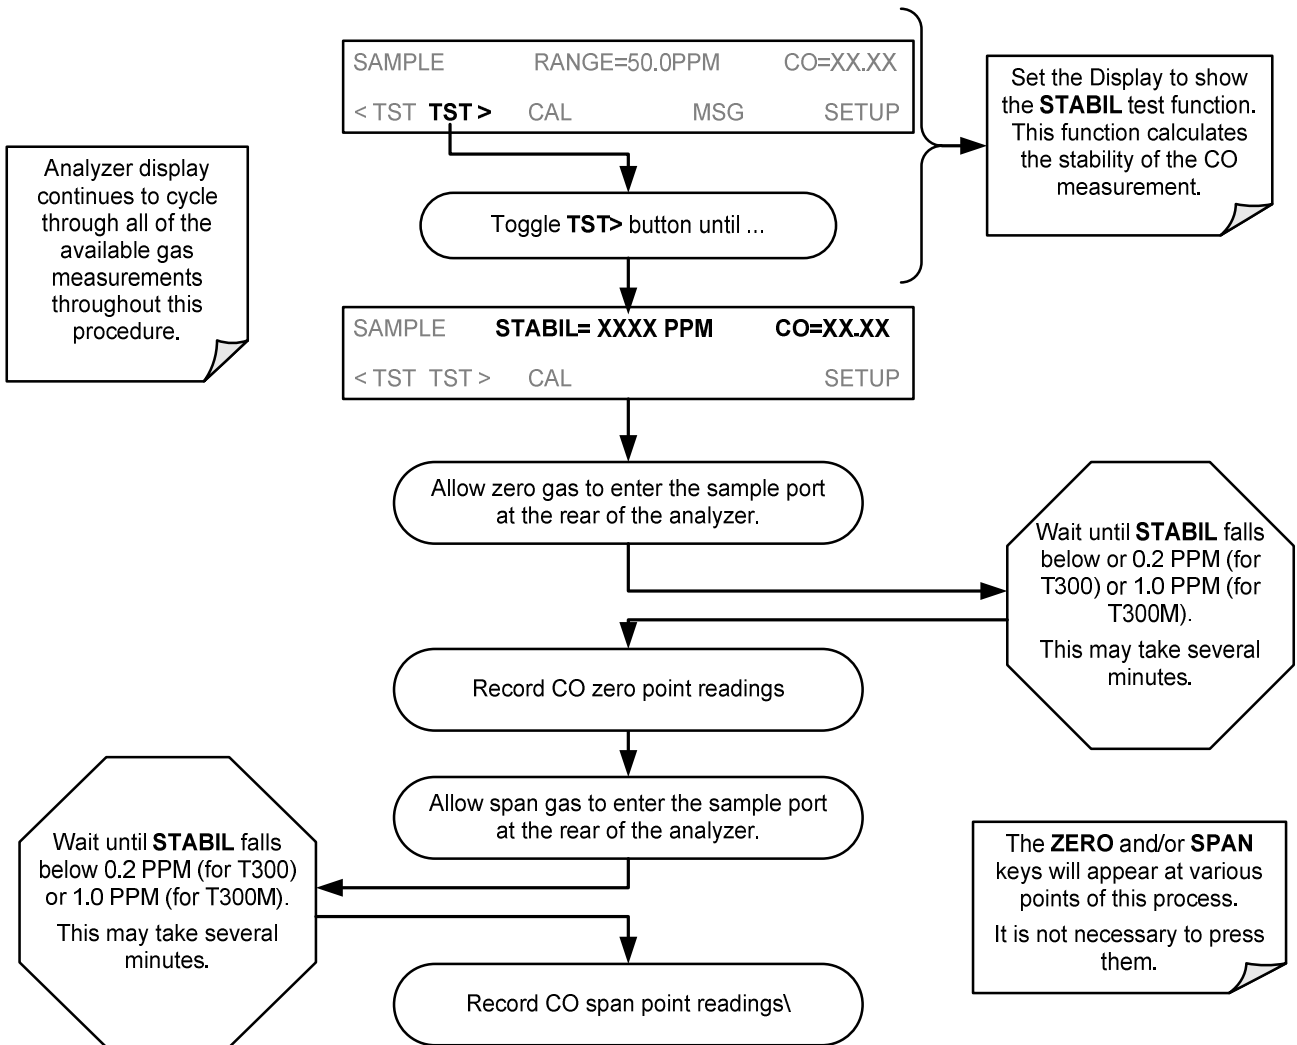 SAMPLE RANGE=50.0PPM CO=XX.XX
< TST TST > CAL MSG SETUP
Set the Display to show
the STABIL test function.
This function calculates
the stability of the CO
measurement.
Analyzer display
continues to cycle
through all of the
available gas
measurements
throughout this
procedure.
Toggle TST> button until ...
SAMPLE STABIL= XXXX PPM CO=XX.XX
< TST TST > CAL SETUP
Allow zero gas to enter the sample port
at the rear of the analyzer.
Wait until STABIL falls
below or 0.2 PPM (for
T300) or 1.0 PPM (for
T300M).
This may take several
minutes.
Record CO zero point readings
Allow span gas to enter the sample port
at the rear of the analyzer.
Wait until STABIL falls
below 0.2 PPM (for T300)
or 1.0 PPM (for T300M).
This may take several
minutes.
The ZERO and/or SPAN
keys will appear at various
points of this process.
It is not necessary to press
them.
Record CO span point readings\